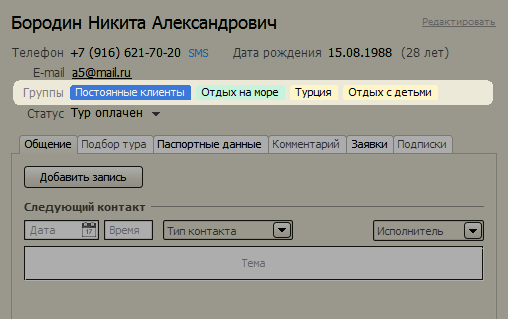 Бородин Никита Александрович Редактировать
Телефон +7 (916) 621-70-20 SMS Дата рождения 15.08.1988 (28 лет)
E-mail a5@mail.ru
Группы Постоянные клиенты Отдых на море Турция Отдых с детьми
Статус Тур оплачен
Общение Подбор тура Паспортные данные Комментарий Заявки Подписки
Добавить запись
Следующий контакт
Дата 17 Время Тип контакта Исполнитель
Тема